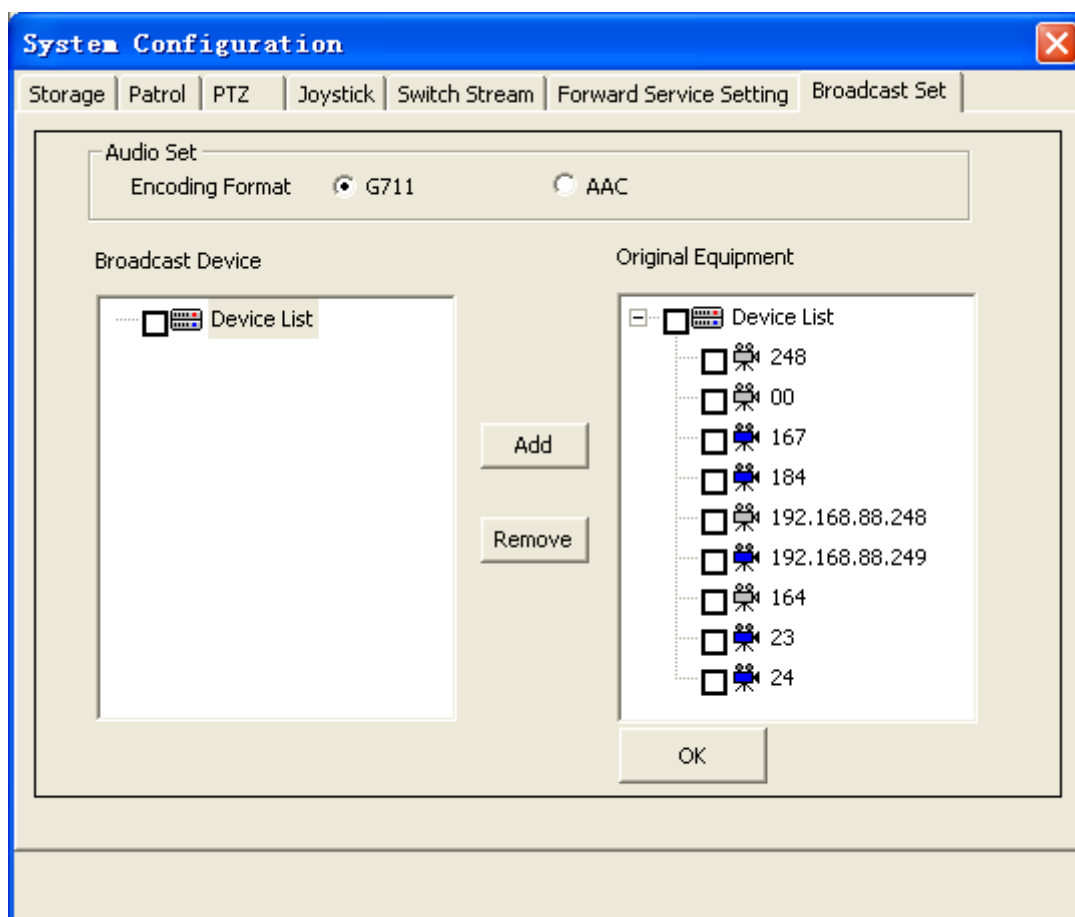 System Configuration
Storage Patrol PTZ Joystick Switch Stream Forward Service Setting Broadcast Set
Audio Set
Encoding Format G711 AAC
Broadcast Device
Device List
Add
Remove
Original Equipment
Device List
248
00
167
184
192.168.88.248
192.168.88.249
164
23
24
OK